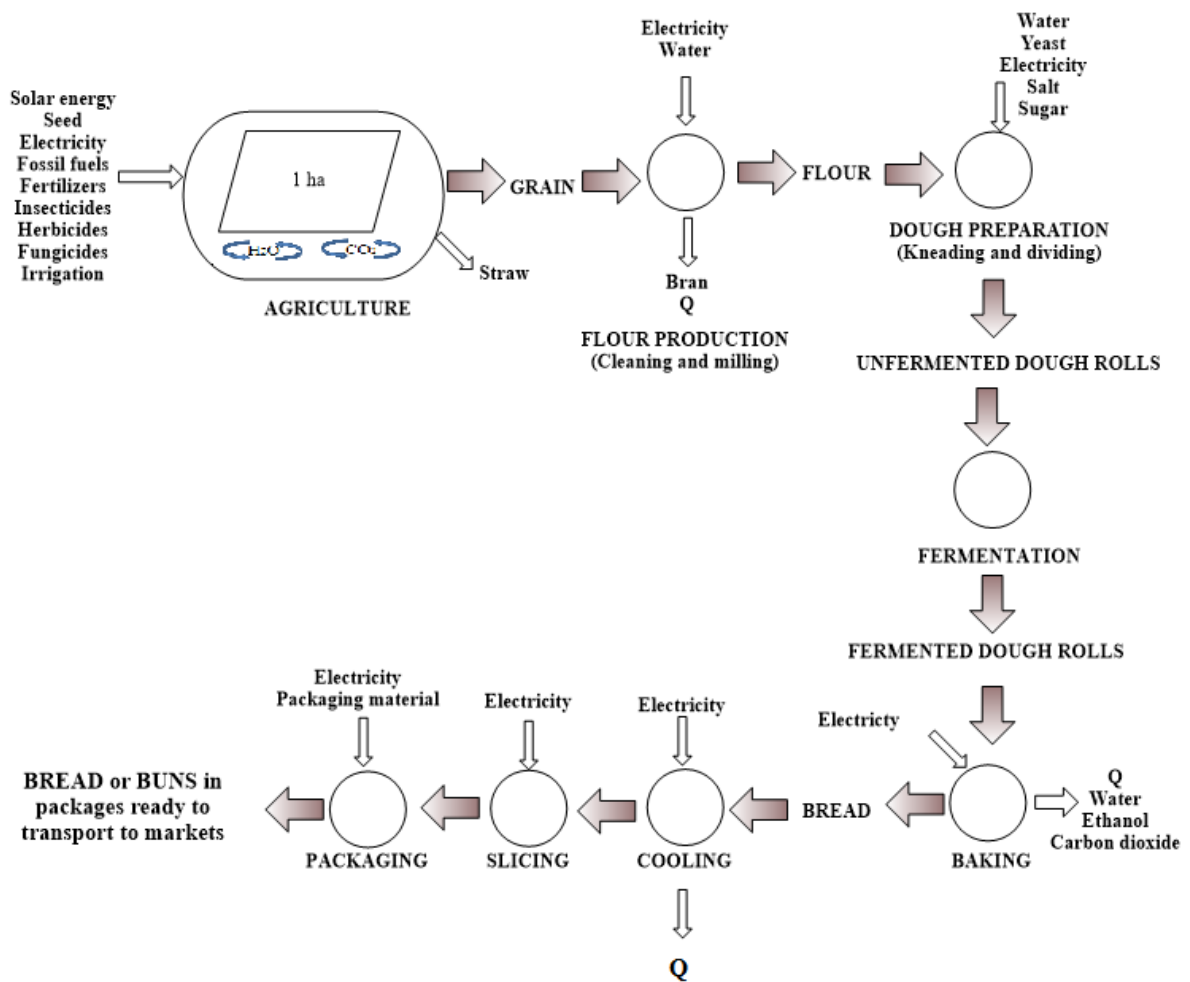 Solar energy
Seed
Electricity
Fossil fuels
Fertilizers
Insecticides
Herbicides
Fungicides
Irrigation
1 ha
H₂O
CO₂
AGRICULTURE
Straw
GRAIN
Electricity
Water
Bran
Q
FLOUR PRODUCTION
(Cleaning and milling)
FLOUR
Water
Yeast
Electricity
Salt
Sugar
DOUGH PREPARATION
(Kneading and dividing)
UNFERMENTED DOUGH ROLLS
FERMENTATION
FERMENTED DOUGH ROLLS
Electricty
Q
Water
Ethanol
Carbon dioxide
BAKING
BREAD
Electricity
COOLING
Q
Electricity
SLICING
Electricity
Packaging material
PACKAGING
BREAD or BUNS in
packages ready to
transport to markets